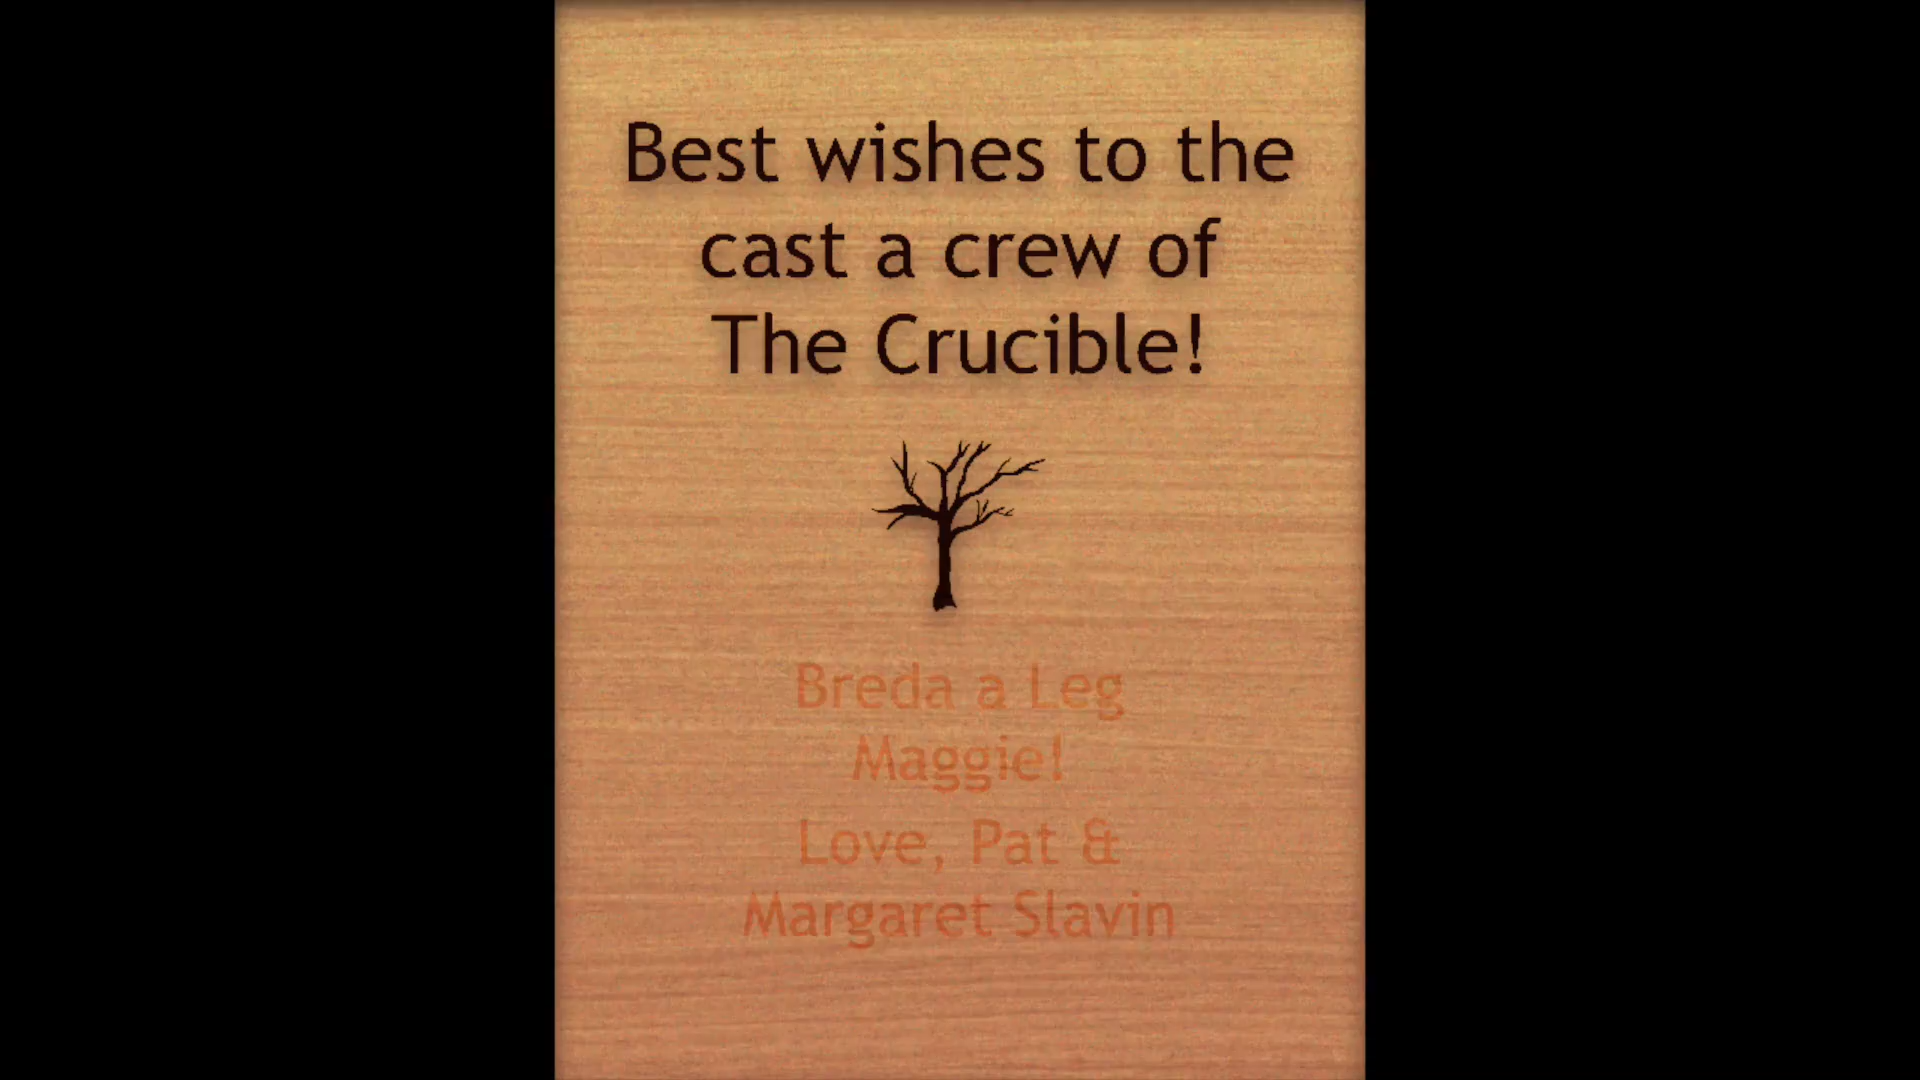 Best wishes to the
cast a crew of
The Crucible!
Breda a Leg
Maggie!
Love, Pat &
Margaret Slavin